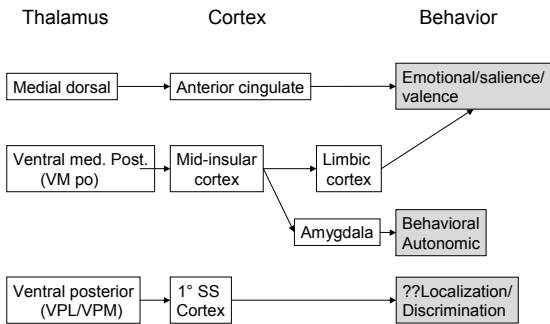 Thalamus Cortex Behavior
Medial dorsal
Anterior cingulate
Emotional/salience/
valence
Ventral med. Post.
(VM po)
Mid-insular
cortex
Limbic
cortex
Amygdala
Behavioral
Autonomic
Ventral posterior
(VPL/VPM)
1° SS
Cortex
??Localization/
Discrimination